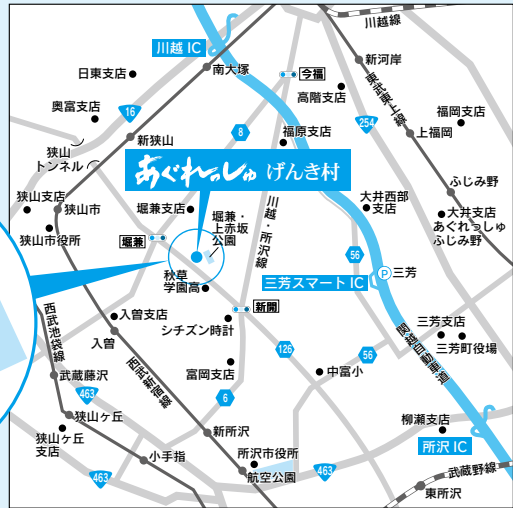 川越線
川越 IC
日東支店
南大塚
今福
新河岸
高階支店
奥富支店
16
東武東上線
254
福岡支店
新狭山
8
福原支店
上福岡
狭山
トンネル
あぐれっしゅ げんき村
ふじみ野
狭山支店
狭山市
堀兼支店
堀兼・
上赤坂
公園
川越・所沢線
大井西部
支店
大井支店
あぐれっしゅ
ふじみ野
狭山市役所
堀兼
56
P 三芳
秋草
学園高
三芳スマート IC
新開
入曽支店
シチズン時計
三芳支店
入曽
関越自動車道
三芳町役場
西武池袋線
126
56
富岡支店
中富小
武蔵藤沢
西武新宿線
463
6
狭山ヶ丘
柳瀬支店
狭山ヶ丘
支店
新所沢
所沢 IC
小手指
所沢市役所
463
航空公園
463
武蔵野線
東所沢